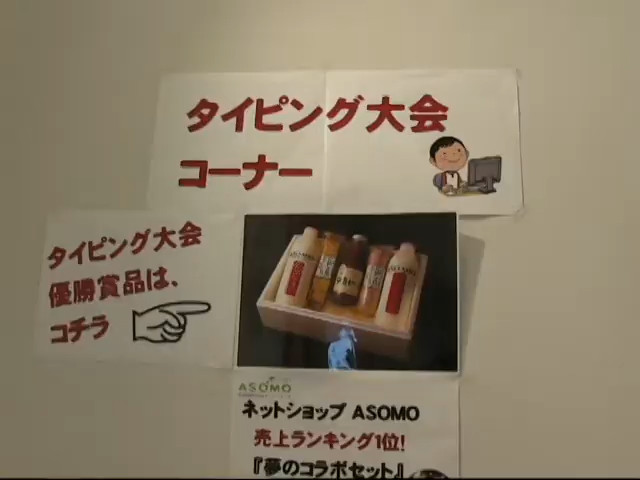 タイピング大会
コーナー
タイピング大会
優勝賞品は、
コチラ
ASOMO
ネットショップ ASOMO
売上ランキング1位!
『夢のコラボセット』